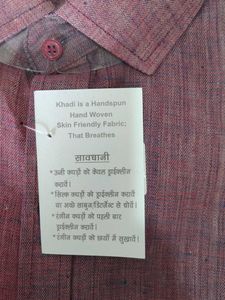 Khadi is a Handspun
Hand Woven
Skin Friendly Fabric;
That Breathes
सावधानी
* उनी कपड़ों को केवल ड्राईक्लीन
करावें।
* सिल्क कपड़ों को ड्राईक्लीन करावें
या अच्छे साबुन/डिटर्जेन्ट से धोवें।
* रंगीन कपड़ों को पहली बार
ड्राईक्लीन करावें।
* रंगीन कपड़ों को छाया में सुखावें।